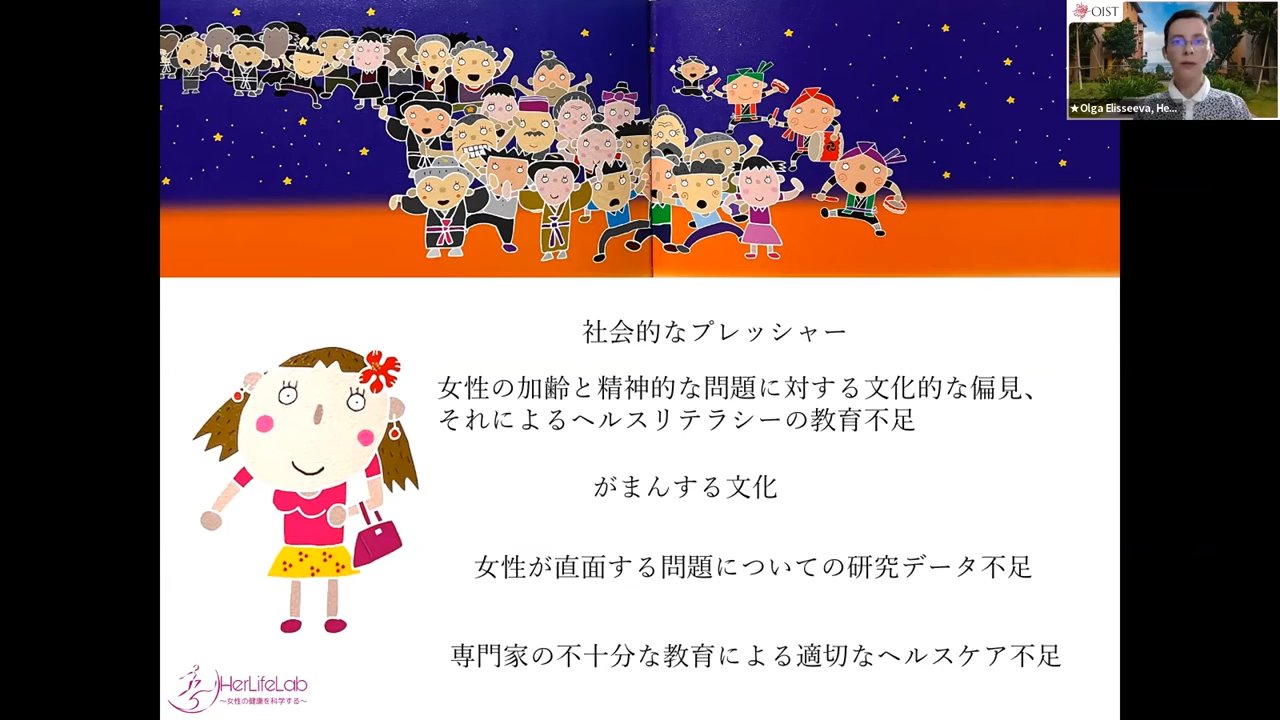 OIST
★Olga Elisseeva, He...
社会的なプレッシャー
女性の加齢と精神的な問題に対する文化的な偏見、
それによるヘルスリテラシーの教育不足
がまんする文化
女性が直面する問題についての研究データ不足
専門家の不十分な教育による適切なヘルスケア不足
HerLifeLab
～女性の健康を科学する～